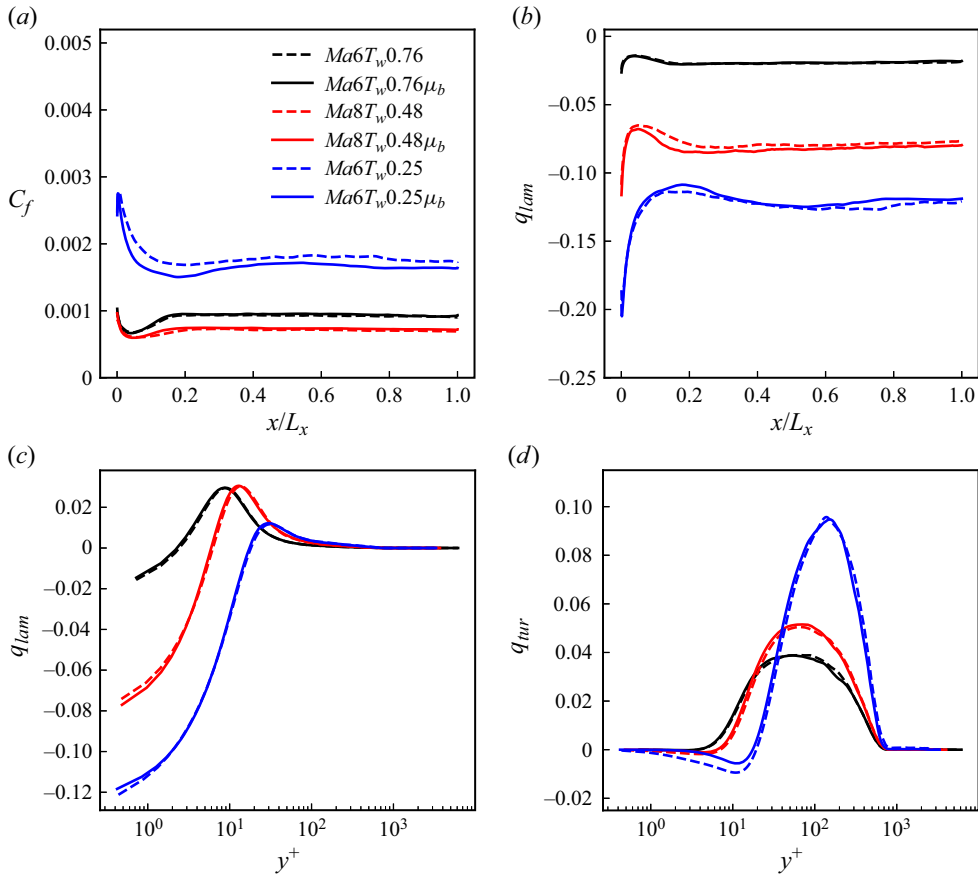 (a)
0.005
0.004
0.003
0.002
0.001
0
C_f
0 0.2 0.4 0.6 0.8 1.0
x/L_x
Ma6T_w0.76
Ma6T_w0.76μ_b
Ma8T_w0.48
Ma8T_w0.48μ_b
Ma6T_w0.25
Ma6T_w0.25μ_b
(b)
0
–0.05
–0.10
–0.15
–0.20
–0.25
q_lam
0 0.2 0.4 0.6 0.8 1.0
x/L_x
(c)
0.02
0
–0.02
–0.04
–0.06
–0.08
–0.10
–0.12
q_lam
10^0 10^1 10^2 10^3
y^+
(d)
0.10
0.08
0.06
0.04
0.02
0
–0.02
q_tur
10^0 10^1 10^2 10^3
y^+